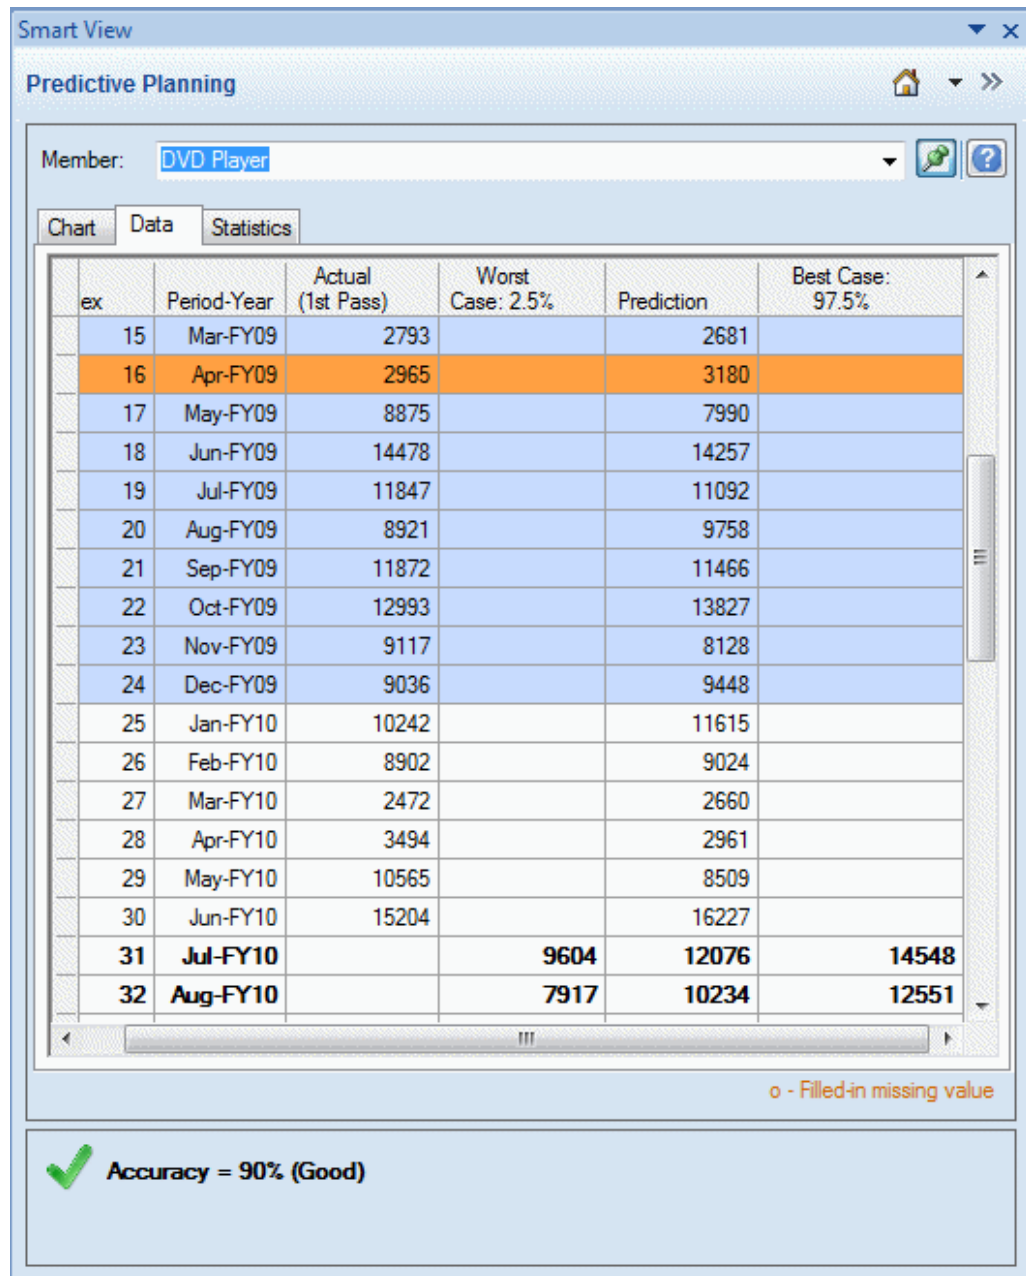 Smart View
Predictive Planning
Member: DVD Player
Chart Data Statistics
ex Period-Year Actual (1st Pass) Worst Case: 2.5% Prediction Best Case: 97.5%
15 Mar-FY09 2793 2681
16 Apr-FY09 2965 3180
17 May-FY09 8875 7990
18 Jun-FY09 14478 14257
19 Jul-FY09 11847 11092
20 Aug-FY09 8921 9758
21 Sep-FY09 11872 11466
22 Oct-FY09 12993 13827
23 Nov-FY09 9117 8128
24 Dec-FY09 9036 9448
25 Jan-FY10 10242 11615
26 Feb-FY10 8902 9024
27 Mar-FY10 2472 2660
28 Apr-FY10 3494 2961
29 May-FY10 10565 8509
30 Jun-FY10 15204 16227
31 Jul-FY10 9604 12076 14548
32 Aug-FY10 7917 10234 12551
o - Filled-in missing value
Accuracy = 90% (Good)